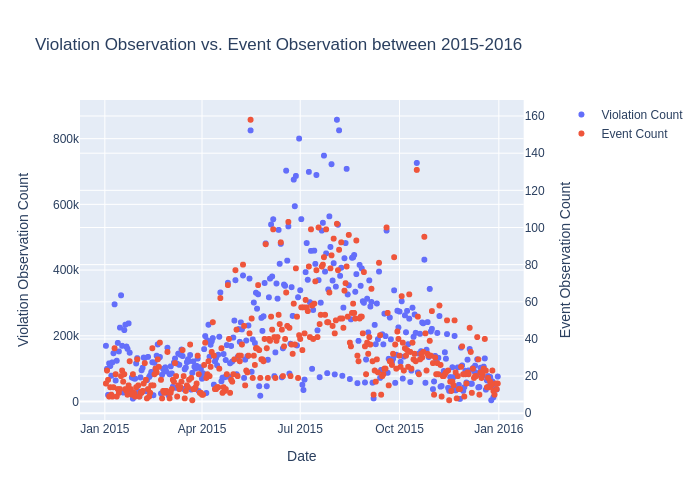 Violation Observation vs. Event Observation between 2015-2016
Violation Count
Event Count
800k
600k
400k
200k
0
160
140
120
100
80
60
40
20
0
Violation Observation Count
Event Observation Count
Jan 2015
Apr 2015
Jul 2015
Oct 2015
Jan 2016
Date